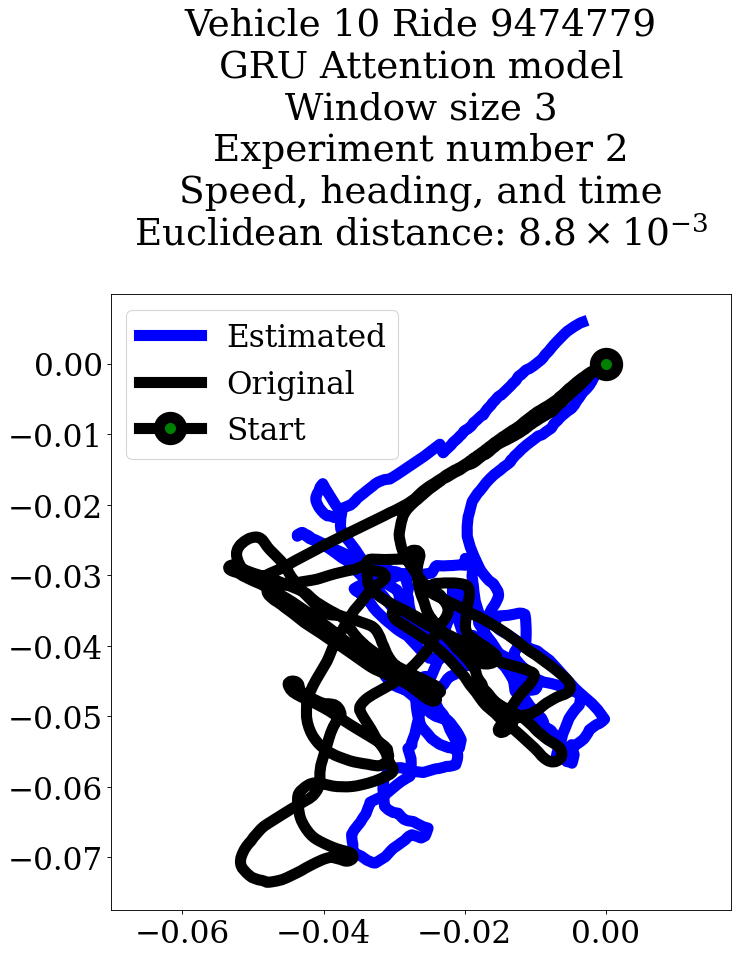 Vehicle 10 Ride 9474779
GRU Attention model
Window size 3
Experiment number 2
Speed, heading, and time
Euclidean distance: 8.8 × 10⁻³
Estimated
Original
Start
0.00
−0.01
−0.02
−0.03
−0.04
−0.05
−0.06
−0.07
−0.06 −0.04 −0.02 0.00